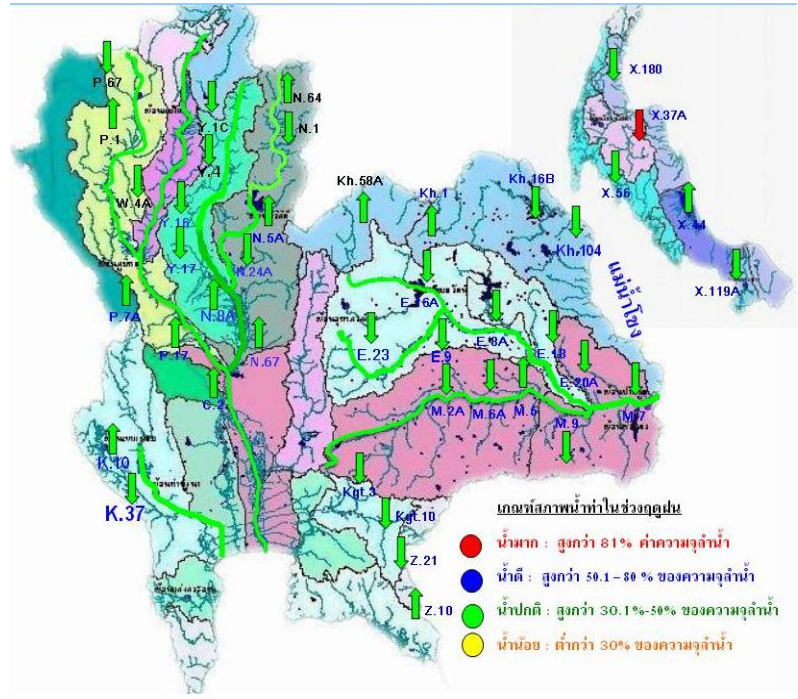 P.67
P.1
W.4A
P.7A
P.17
Y.1C
Y.4
Y.16
Y.17
N.64
N.1
N.5A
N.24A
N.8A
N.67
C.2
K.10
K.37
Kh.58A
Kh.1
Kh.16B
Kh.104
แม่น้ำโขง
E.16A
E.23
E.9
E.8A
E.18
E.20A
M.2A
M.6A
M.5
M.9
M.7
Kgt.3
Kgt.10
Z.21
Z.10
X.180
X.37A
X.56
X.44
X.119A
เกณฑ์สภาพน้ำท่าในช่วงฤดูฝน
น้ำมาก : สูงกว่า 81% ค่าความจุลำน้ำ
น้ำดี : สูงกว่า 50.1 - 80 % ของความจุลำน้ำ
น้ำปกติ : สูงกว่า 30.1%-50% ของความจุลำน้ำ
น้ำน้อย : ต่ำกว่า 30% ของความจุลำน้ำ